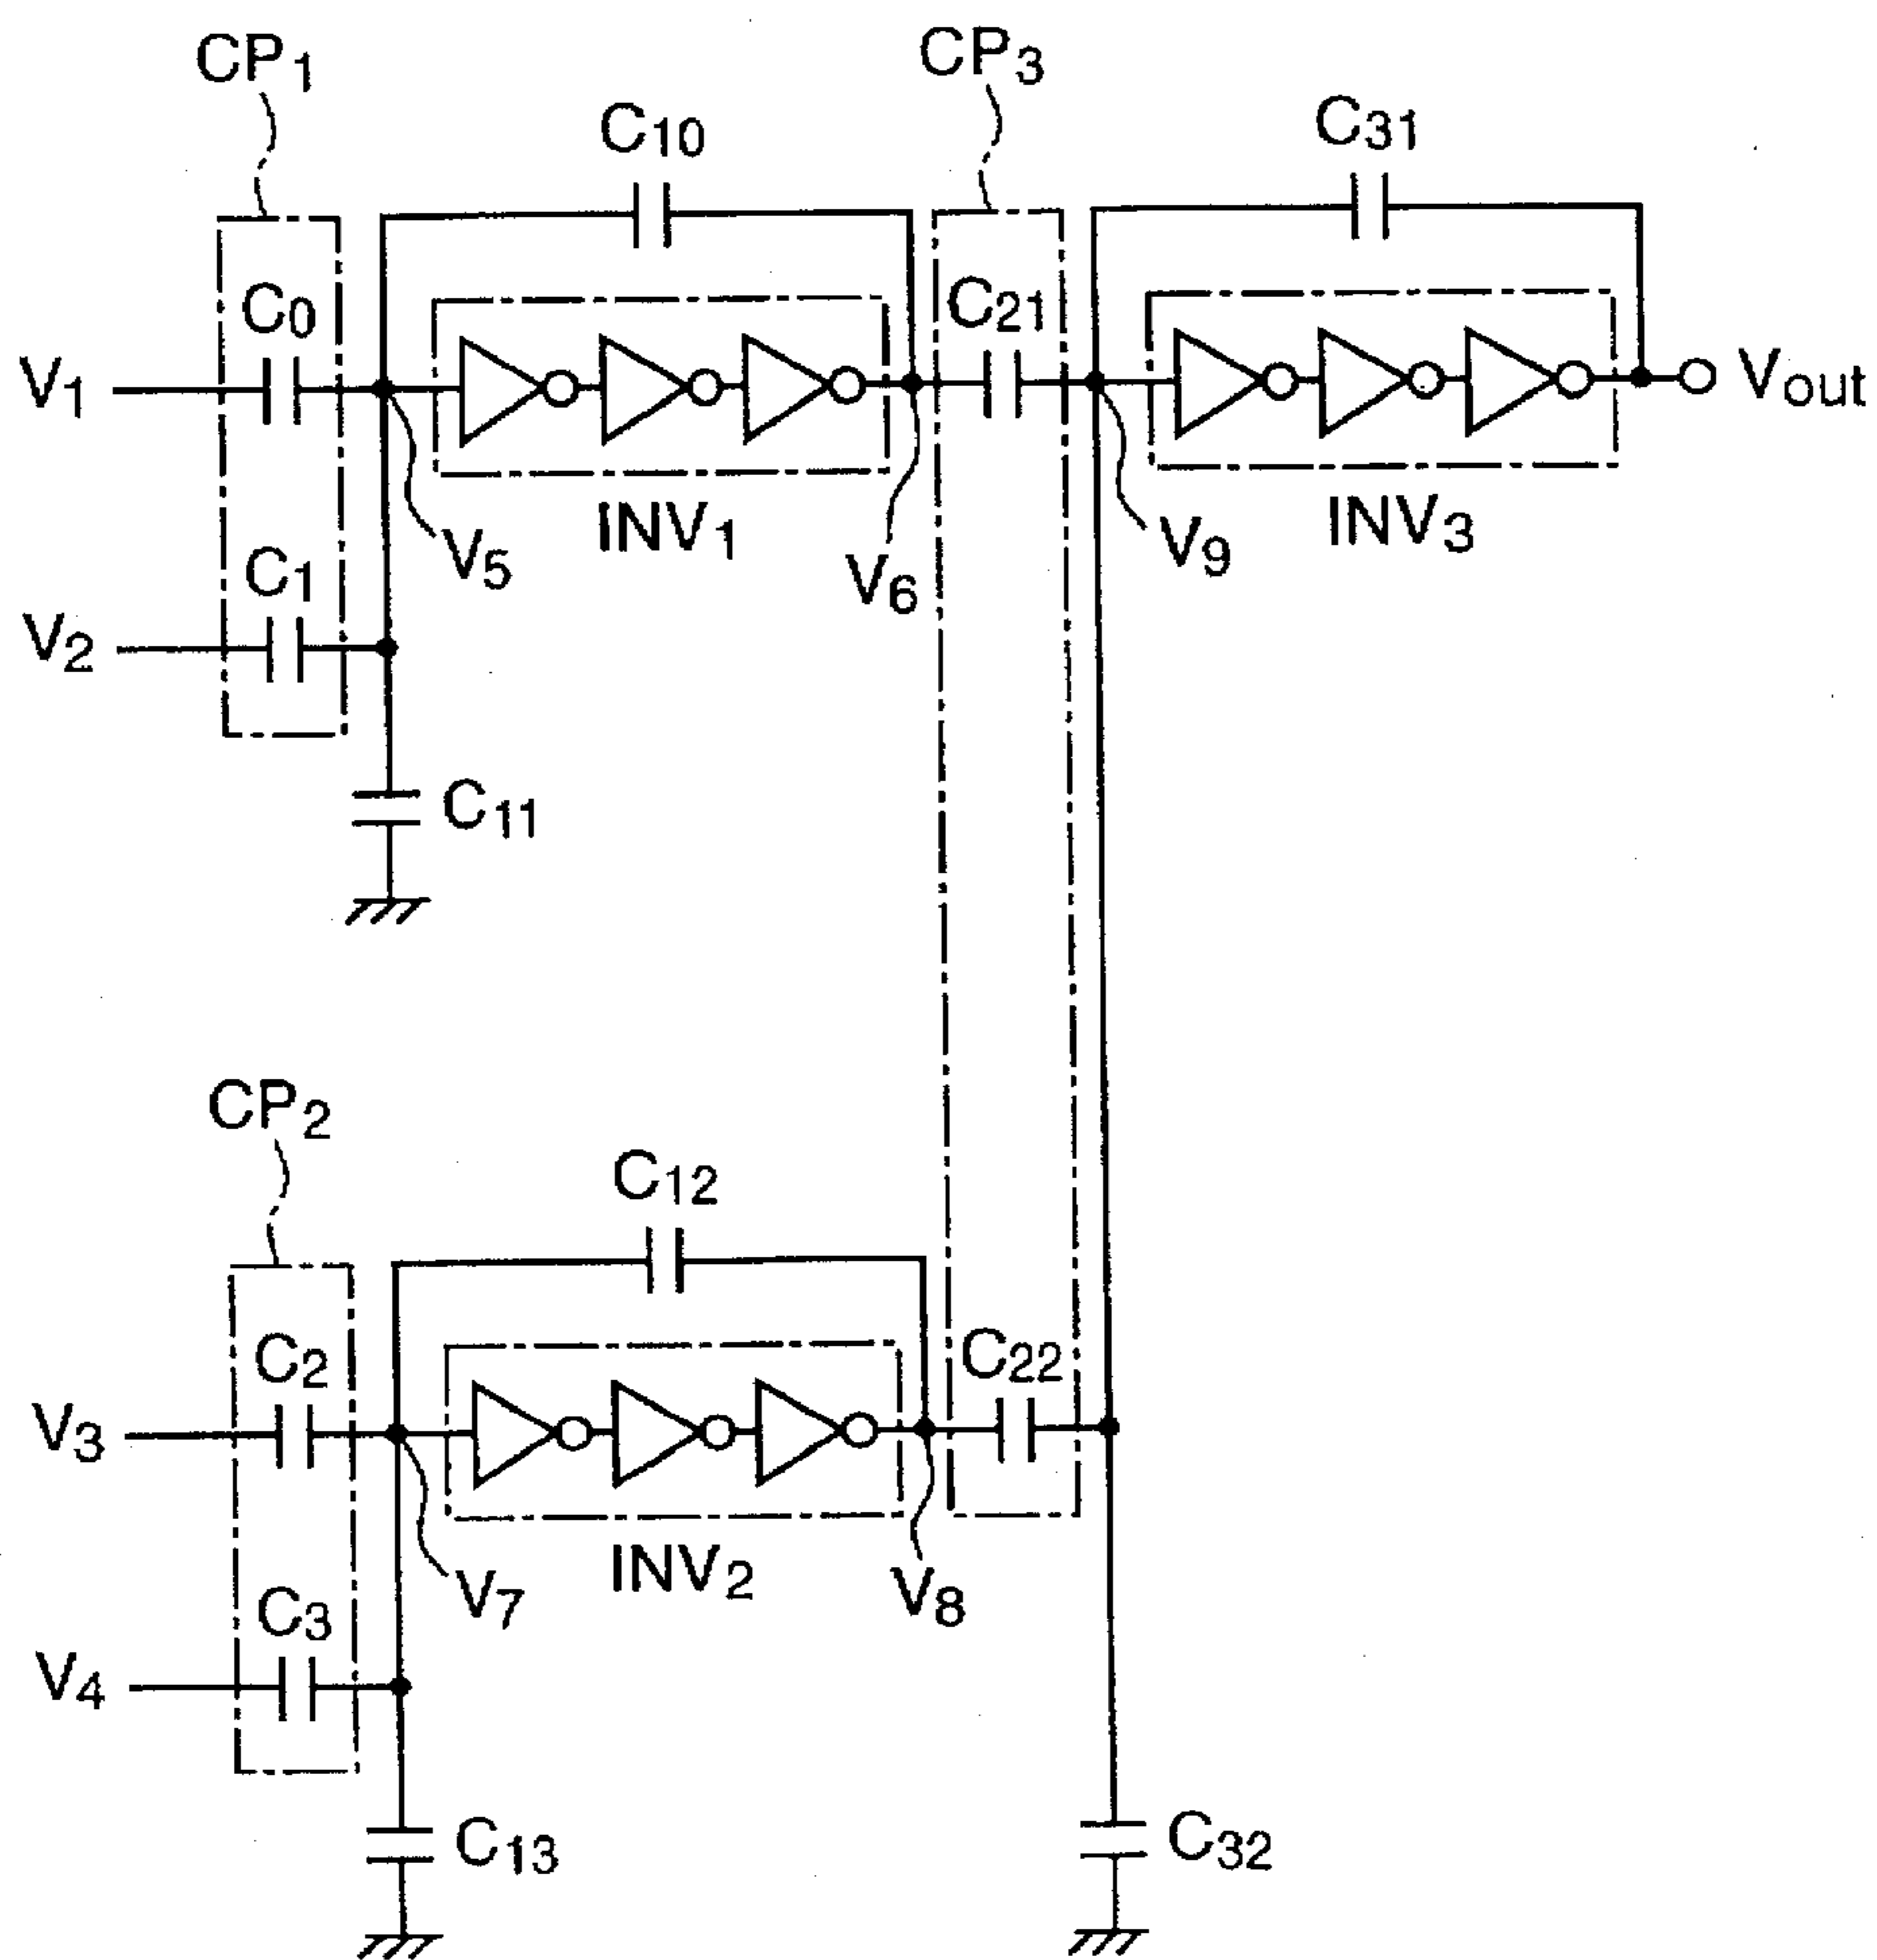 CP1
CP3
C10
C31
C0
C21
V1
Vout
INV1
INV3
V5
V6
V9
C1
V2
C11
CP2
C12
C2
C22
V3
INV2
V7
V8
C3
V4
C13
C32